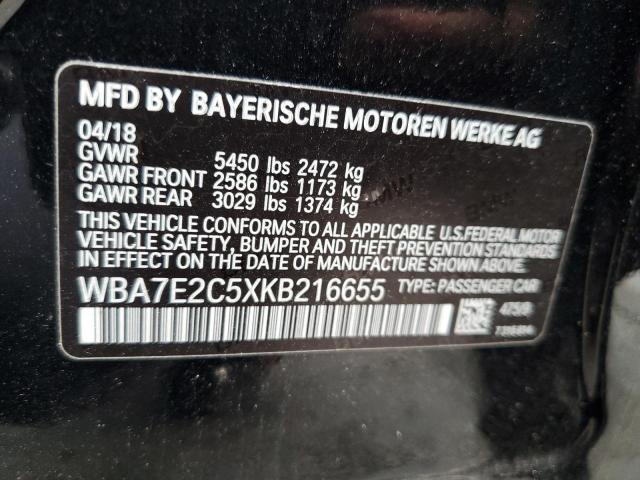 MFD BY BAYERISCHE MOTOREN WERKE AG
04/18
GVWR 5450 lbs 2472 kg
GAWR FRONT 2586 lbs 1173 kg
GAWR REAR 3029 lbs 1374 kg
THIS VEHICLE CONFORMS TO ALL APPLICABLE U.S.FEDERAL MOTOR
VEHICLE SAFETY, BUMPER AND THEFT PREVENTION STANDARDS
IN EFFECT ON THE DATE OF MANUFACTURE SHOWN ABOVE.
WBA7E2C5XKB216655 TYPE: PASSENGER CAR